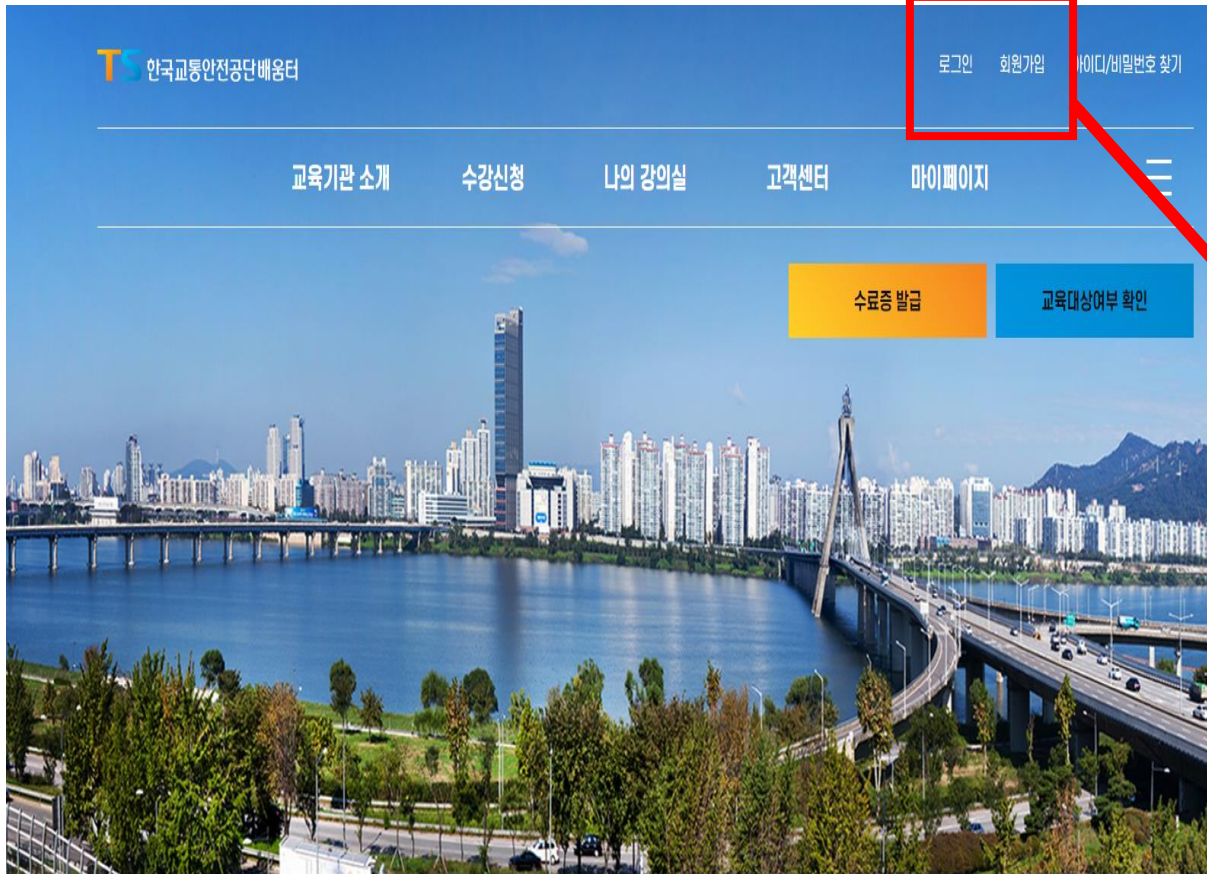 TS 한국교통안전공단배움터
로그인 회원가입 아이디/비밀번호 찾기
교육기관 소개 수강신청 나의 강의실 고객센터 마이페이지
수료증 발급 교육대상여부 확인